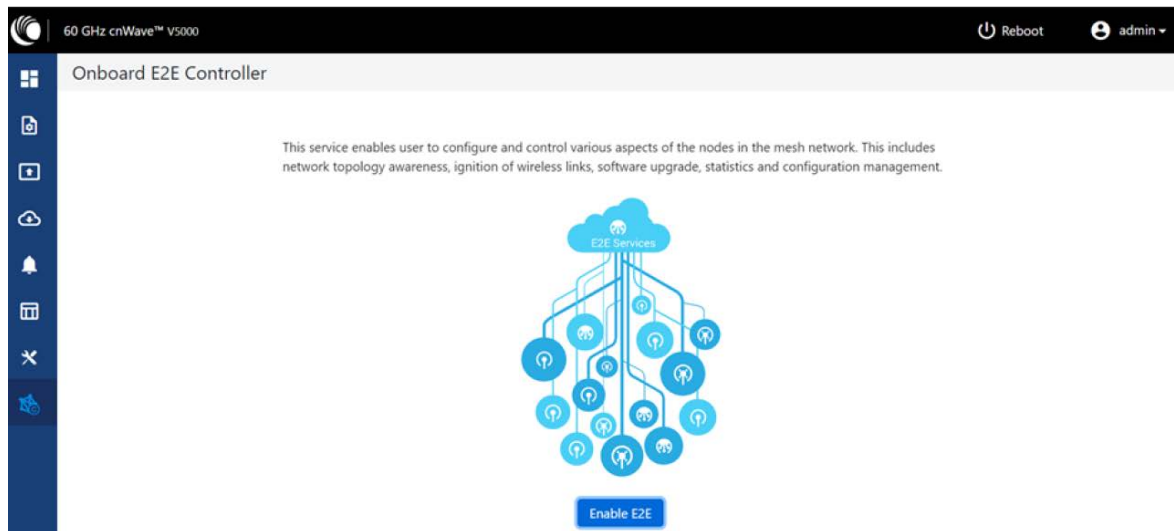 60 GHz cnWave™ V5000
Reboot
admin
Onboard E2E Controller
This service enables user to configure and control various aspects of the nodes in the mesh network. This includes
network topology awareness, ignition of wireless links, software upgrade, statistics and configuration management.
E2E Services
Enable E2E